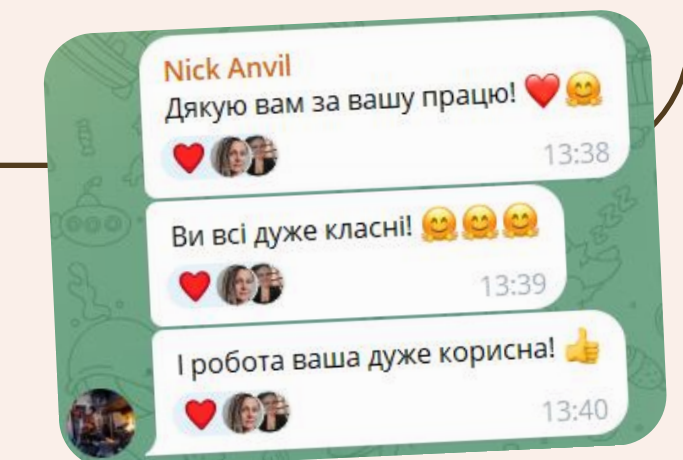 Nick Anvil
Дякую вам за вашу працю! ❤️🤗
13:38
Ви всі дуже класні! 🤗🤗🤗
13:39
І робота ваша дуже корисна! 👍
13:40